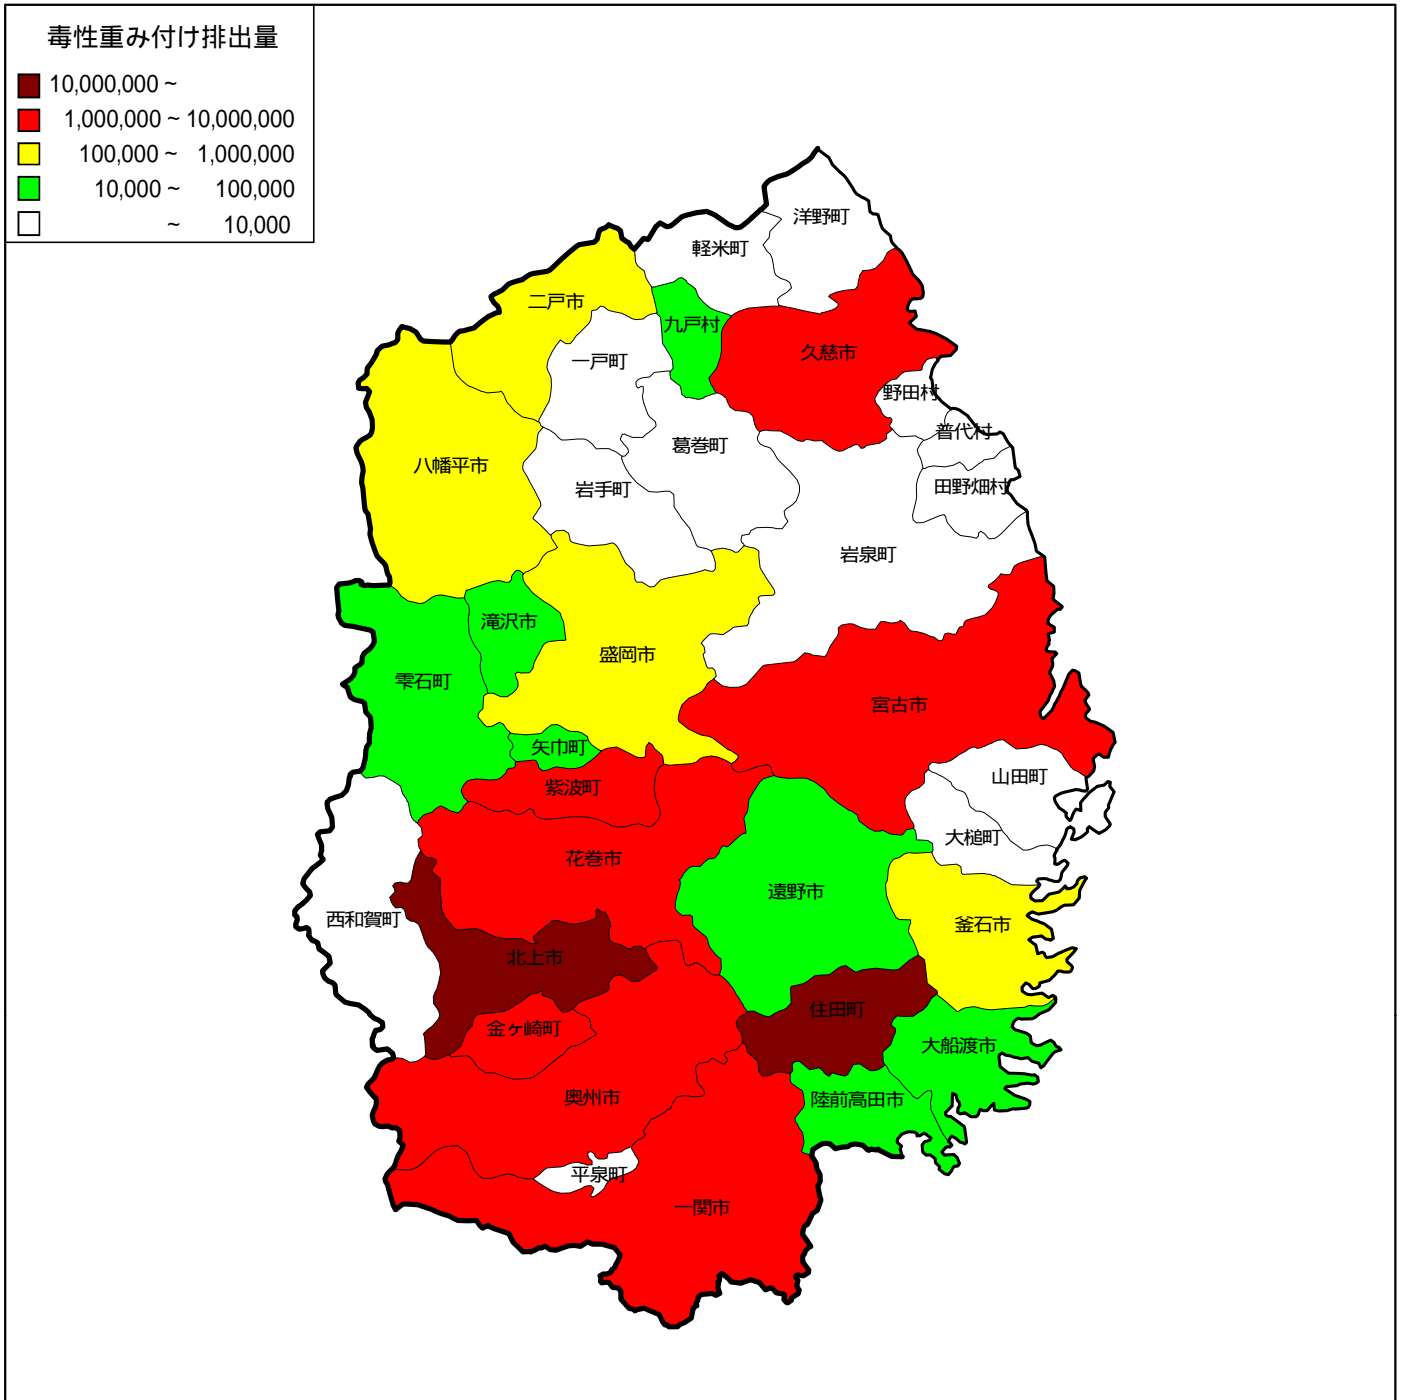 毒性重み付け排出量
10,000,000 ~
1,000,000 ~ 10,000,000
100,000 ~ 1,000,000
10,000 ~ 100,000
~ 10,000
洋野町
軽米町
二戸市
九戸村
一戸町
久慈市
野田村
普代村
葛巻町
八幡平市
岩手町
田野畑村
岩泉町
滝沢市
盛岡市
雫石町
宮古市
矢巾町
山田町
紫波町
大槌町
花巻市
遠野市
西和賀町
釜石市
北上市
住田町
金ヶ崎町
大船渡市
奥州市
陸前高田市
平泉町
一関市